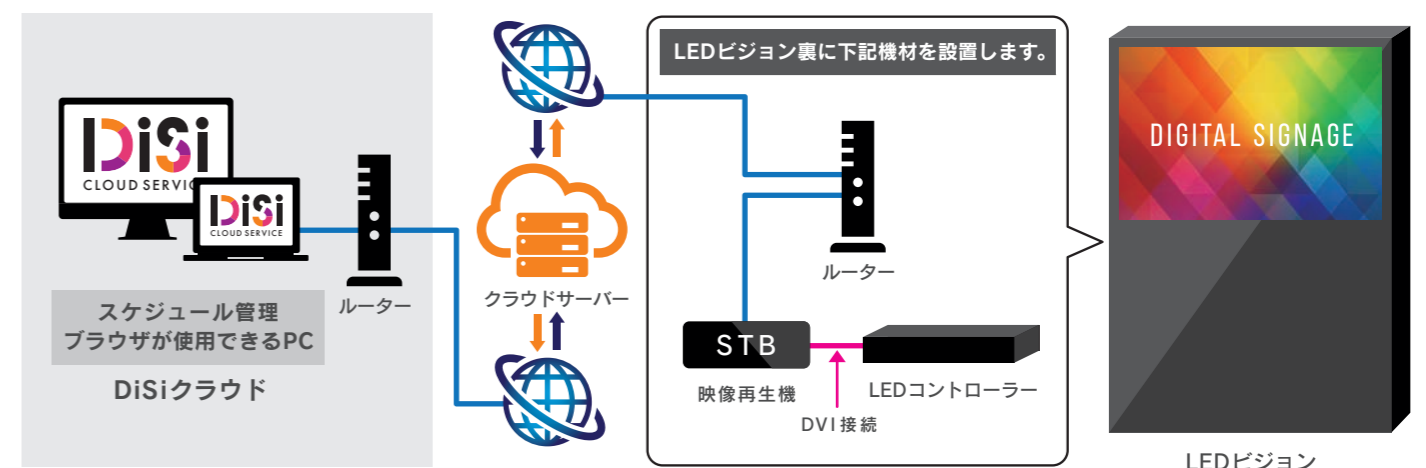 DiSi
CLOUD SERVICE
DiSi
CLOUD SERVICE
スケジュール管理
ブラウザが使用できるPC
DiSiクラウド
ルーター
クラウドサーバー
LEDビジョン裏に下記機材を設置します。
ルーター
STB
映像再生機
LEDコントローラー
DVI接続
DIGITAL SIGNAGE
LEDビジョン